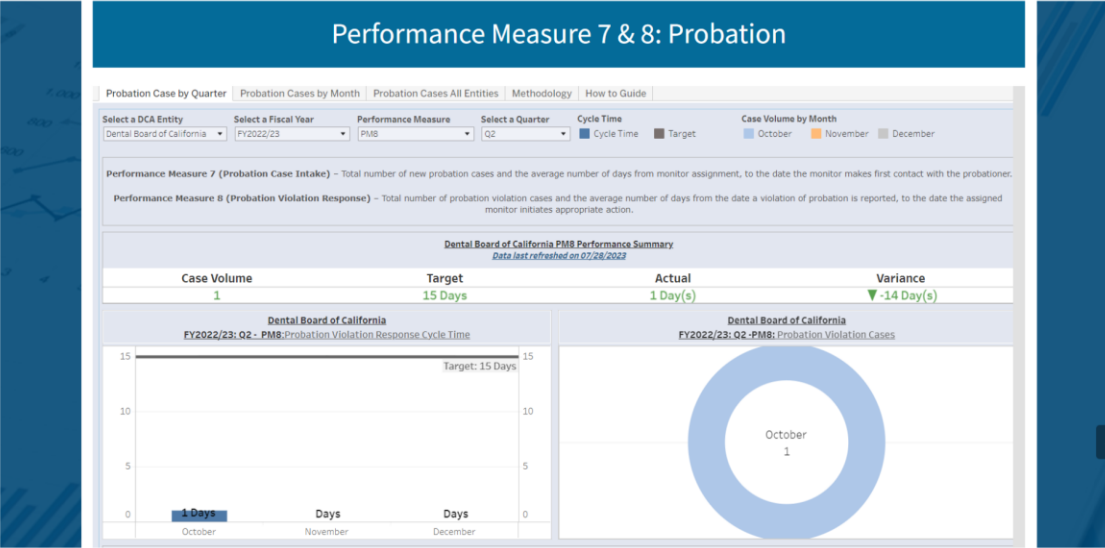 Performance Measure 7 & 8: Probation
Probation Case by Quarter Probation Cases by Month Probation Cases All Entities Methodology How to Guide
Select a DCA Entity Select a Fiscal Year Performance Measure Select a Quarter Cycle Time Case Volume by Month
Dental Board of California FY2022/23 PM8 Q2 Cycle Time Target October November December
Performance Measure 7 (Probation Case Intake) – Total number of new probation cases and the average number of days from monitor assignment, to the date the monitor makes first contact with the probationer.
Performance Measure 8 (Probation Violation Response) – Total number of probation violation cases and the average number of days from the date a violation of probation is reported, to the date the assigned
monitor initiates appropriate action.
Dental Board of California PM8 Performance Summary
Data last refreshed on 07/28/2023
Case Volume Target Actual Variance
1 15 Days 1 Day(s) ▼ -14 Day(s)
Dental Board of California
FY2022/23: Q2 - PM8:Probation Violation Response Cycle Time
15 15
Target: 15 Days
10 10
5 5
0 1 Days Days Days 0
October November December
Dental Board of California
FY2022/23: Q2 -PM8: Probation Violation Cases
October
1